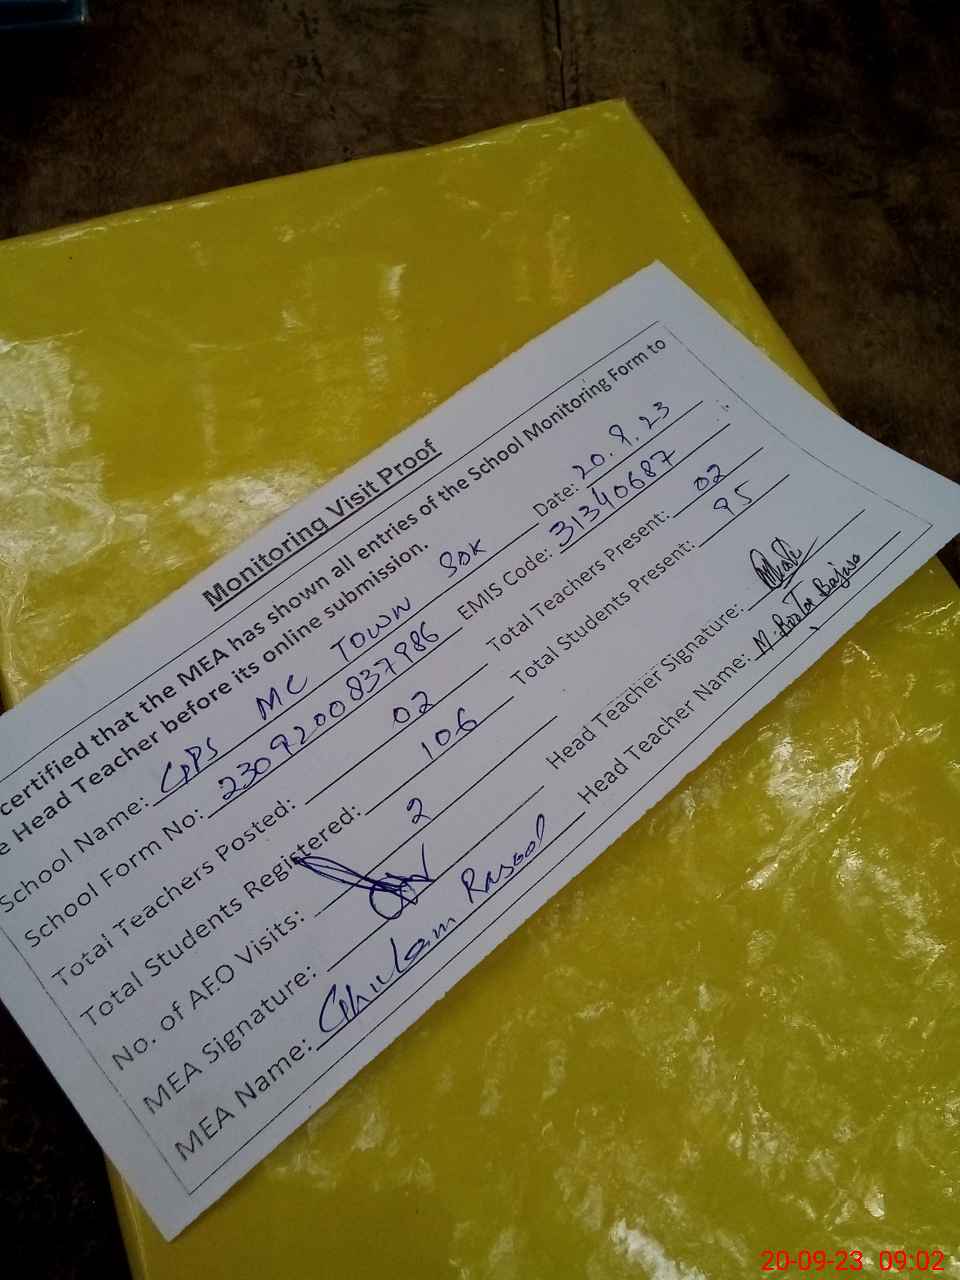 Monitoring Visit Proof
certified that the MEA has shown all entries of the School Monitoring Form to
e Head Teacher before its online submission.
School Name: GPS MC TOWN SDK Date: 20.9.23
School Form No: 2309200837986 EMIS Code: 31340687
Total Teachers Posted: 02 Total Teachers Present: 02
Total Students Registered: 106 Total Students Present: 95
No. of AEO Visits: 2
MEA Signature: Head Teacher Signature:
MEA Name: Ghulam Rasool Head Teacher Name: M. Bajwa
20-09-23 09:02